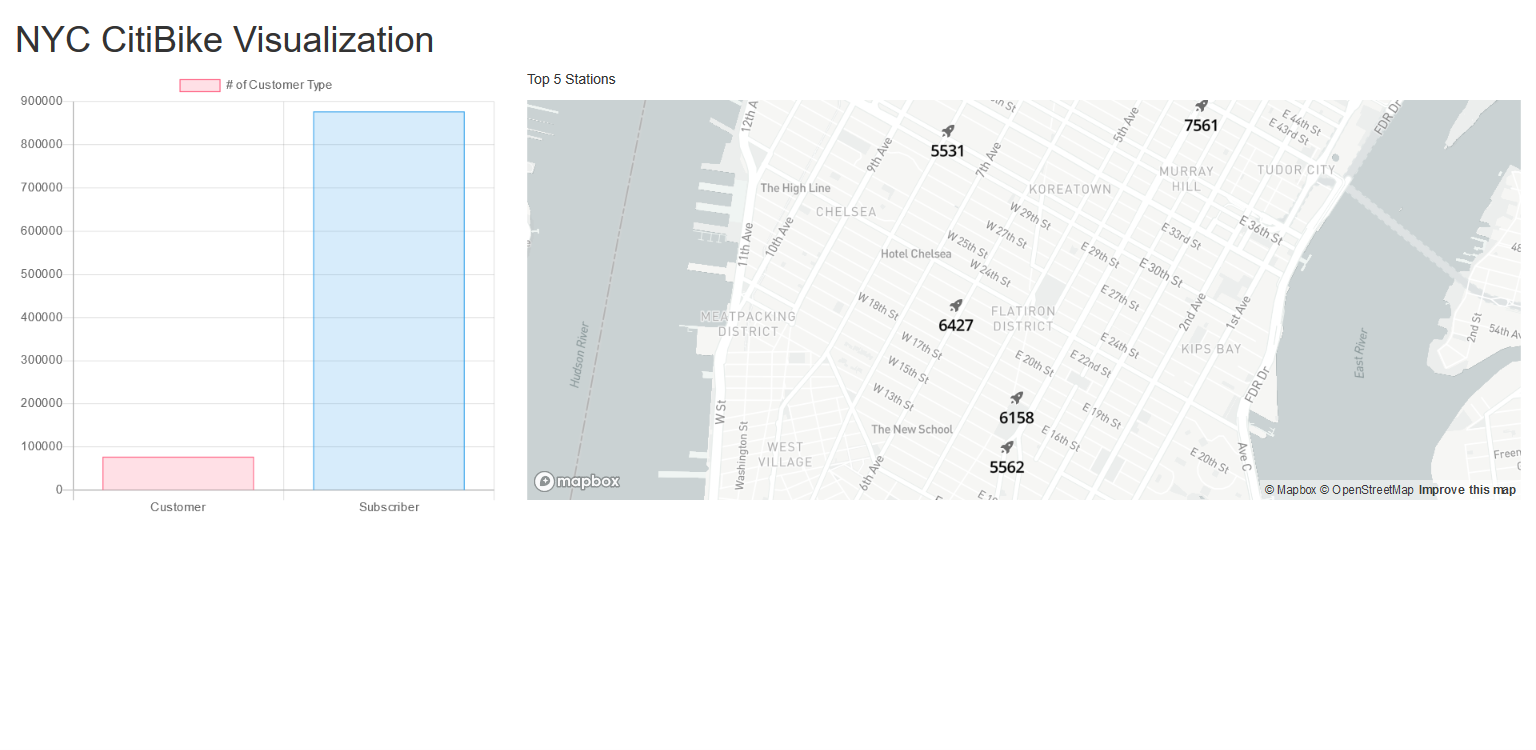 NYC CitiBike Visualization
# of Customer Type
900000
800000
700000
600000
500000
400000
300000
200000
100000
0
Customer
Subscriber
Top 5 Stations
12th A
9th Ave
5531
7th Ave
5th Ave
7561
E 44th St
E 43rd St
FDR Dr
The High Line
CHELSEA
KOREATOWN
MURRAY
HILL
TUDOR CITY
10th Ave
11th Ave
W 29th St
W 27th St
W 25th St
W 24th St
Hotel Chelsea
E 36th St
E 33rd St
E 29th St
E 30th St
E 27th St
2nd Ave
1st Ave
MEATPACKING
DISTRICT
W 18th St
6427
FLATIRON
DISTRICT
W 17th St
W 15th St
W 13th St
E 24th St
E 22nd St
E 20th St
KIPS BAY
Hudson River
East River
2nd St
54th Av
48
FDR Dr
W St
Washington St
WEST
VILLAGE
The New School
6th Ave
6158
5562
E 19th St
E 16th St
E 20th St
Ave C
Freen
mapbox
© Mapbox © OpenStreetMap Improve this map